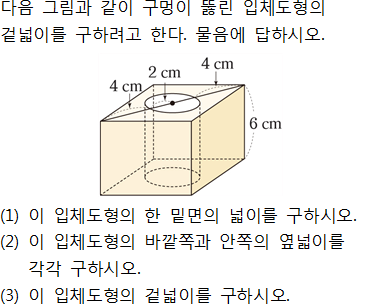 다음 그림과 같이 구멍이 뚫린 입체도형의
겉넓이를 구하려고 한다. 물음에 답하시오.
4 cm
2 cm
4 cm
6 cm
(1) 이 입체도형의 한 밑면의 넓이를 구하시오.
(2) 이 입체도형의 바깥쪽과 안쪽의 옆넓이를
각각 구하시오.
(3) 이 입체도형의 겉넓이를 구하시오.